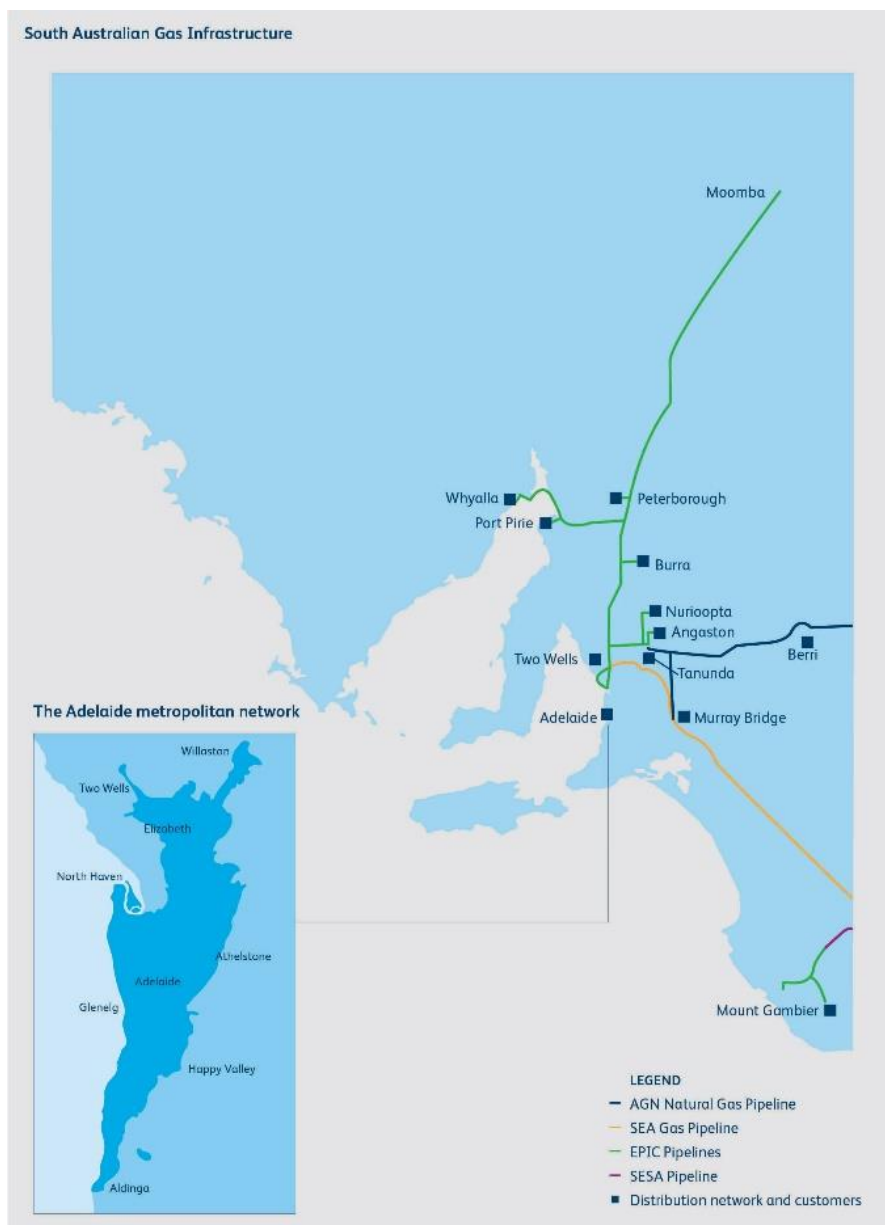 South Australian Gas Infrastructure
Moomba
Whyalla
Peterborough
Port Pirie
Burra
Nurioopta
Angaston
Two Wells
Berri
Tanunda
Adelaide
Murray Bridge
Mount Gambier
The Adelaide metropolitan network
Willaston
Two Wells
Elizabeth
North Haven
Athelstone
Adelaide
Glenelg
Happy Valley
Aldinga
LEGEND
AGN Natural Gas Pipeline
SEA Gas Pipeline
EPIC Pipelines
SESA Pipeline
Distribution network and customers